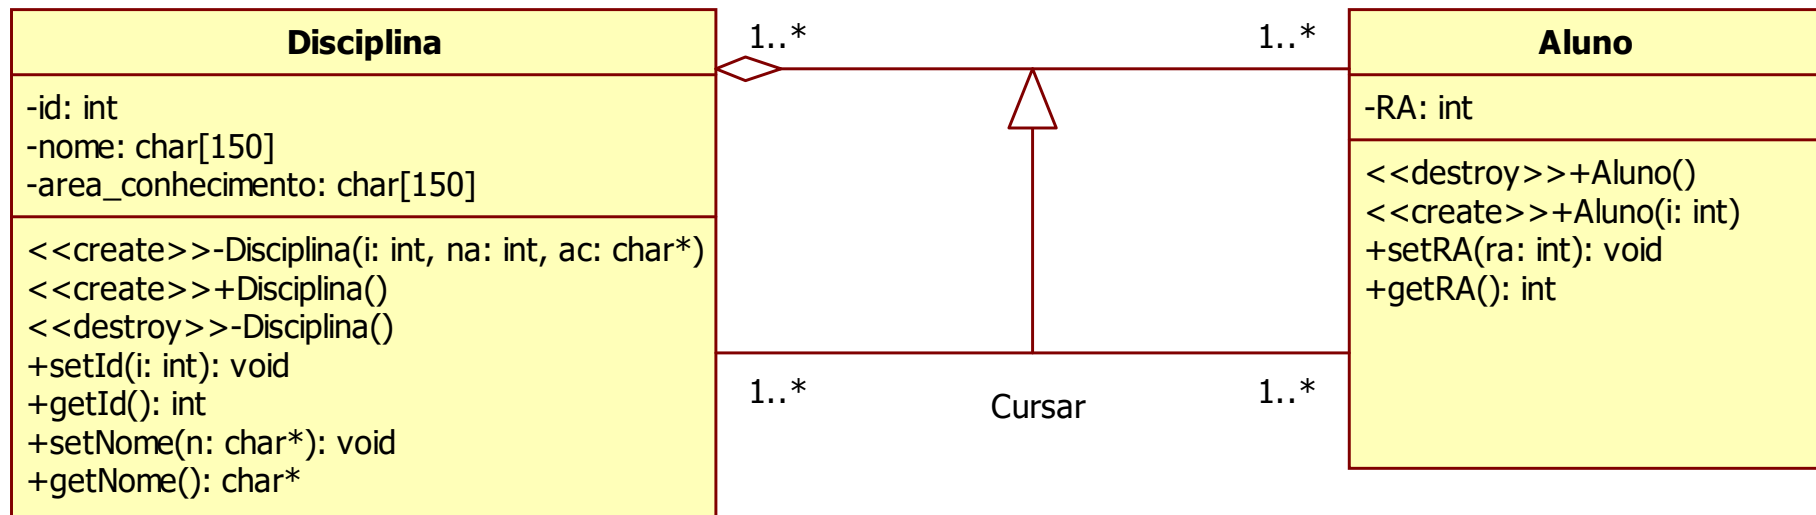 Disciplina
-id: int
-nome: char[150]
-area_conhecimento: char[150]
<<create>>-Disciplina(i: int, na: int, ac: char*)
<<create>>+Disciplina()
<<destroy>>-Disciplina()
+setId(i: int): void
+getId(): int
+setNome(n: char*): void
+getNome(): char*
1..*
1..*
1..*
Cursar
1..*
Aluno
-RA: int
<<destroy>>+Aluno()
<<create>>+Aluno(i: int)
+setRA(ra: int): void
+getRA(): int